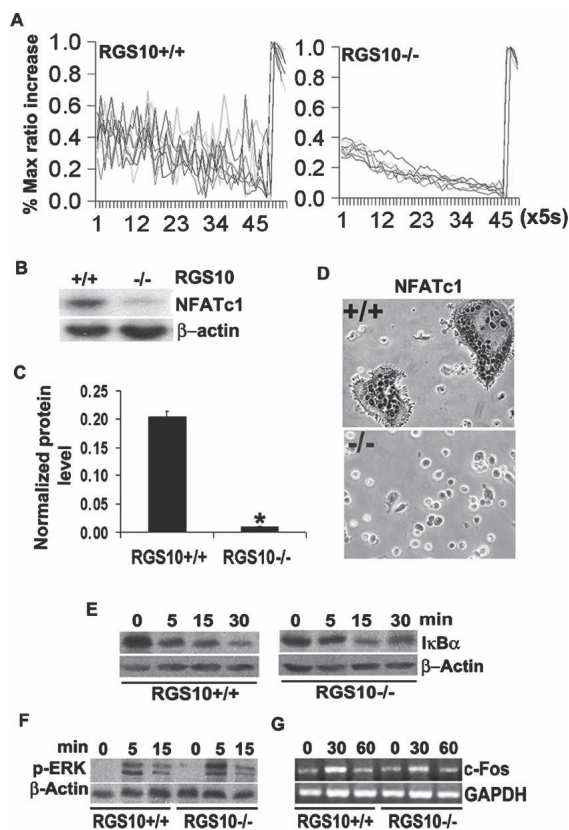 A
RGS10+/+
RGS10-/-
% Max ratio increase
1.0
0.8
0.6
0.4
0.2
0.0
1 12 23 34 45
1.0
0.8
0.6
0.4
0.2
0.0
1 12 23 34 45 (x5s)
B
+/+ -/- RGS10
NFATc1
β-actin
C
Normalized protein level
0.20
0.15
0.10
0.05
0.00
*
RGS10+/+ RGS10-/-
D
NFATc1
+/+
-/-
E
0 5 15 30 0 5 15 30 min
IκBα
β-Actin
RGS10+/+ RGS10-/-
F
min 0 5 15 0 5 15
p-ERK
β-Actin
RGS10+/+ RGS10-/-
G
0 30 60 0 30 60
c-Fos
GAPDH
RGS10+/+ RGS10-/-